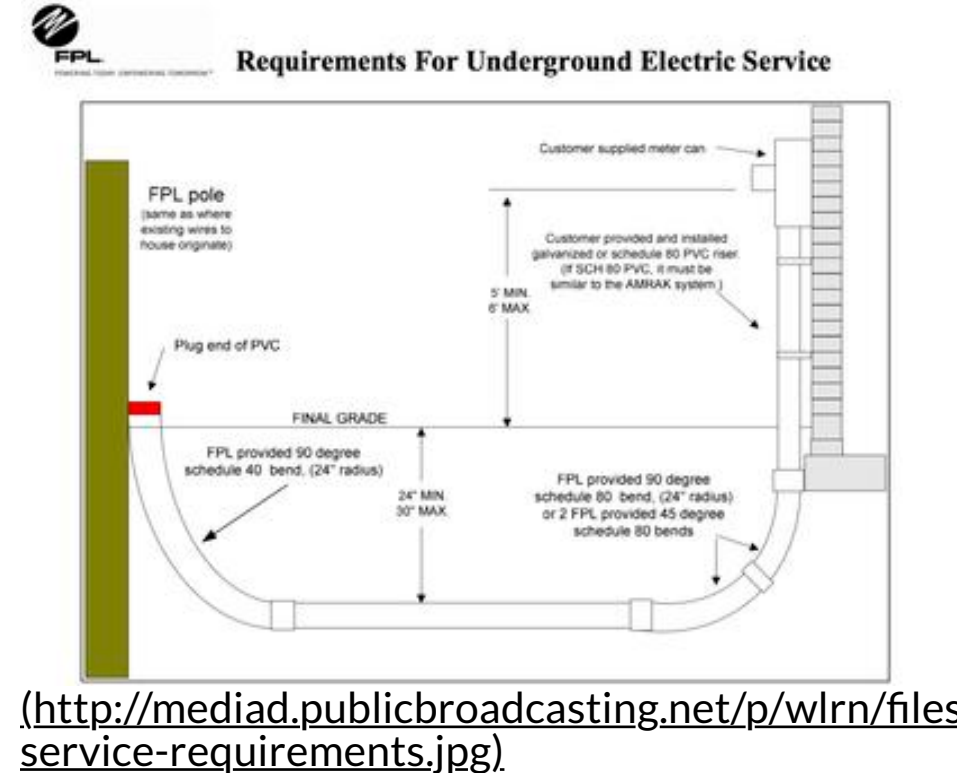 FPL
POWERING TODAY. EMPOWERING TOMORROW.®
Requirements For Underground Electric Service
Customer supplied meter can
FPL pole
(same as where
existing wires to
house originate)
Customer provided and installed
galvanized or schedule 80 PVC riser.
(If SCH 80 PVC, it must be
similar to the AMRAK system )
5' MIN.
6' MAX
Plug end of PVC
FINAL GRADE
FPL provided 90 degree
schedule 40 bend, (24" radius)
24" MIN
30" MAX
FPL provided 90 degree
schedule 80 bend, (24" radius)
or 2 FPL provided 45 degree
schedule 80 bends
(http://mediad.publicbroadcasting.net/p/wlrn/files
service-requirements.jpg)